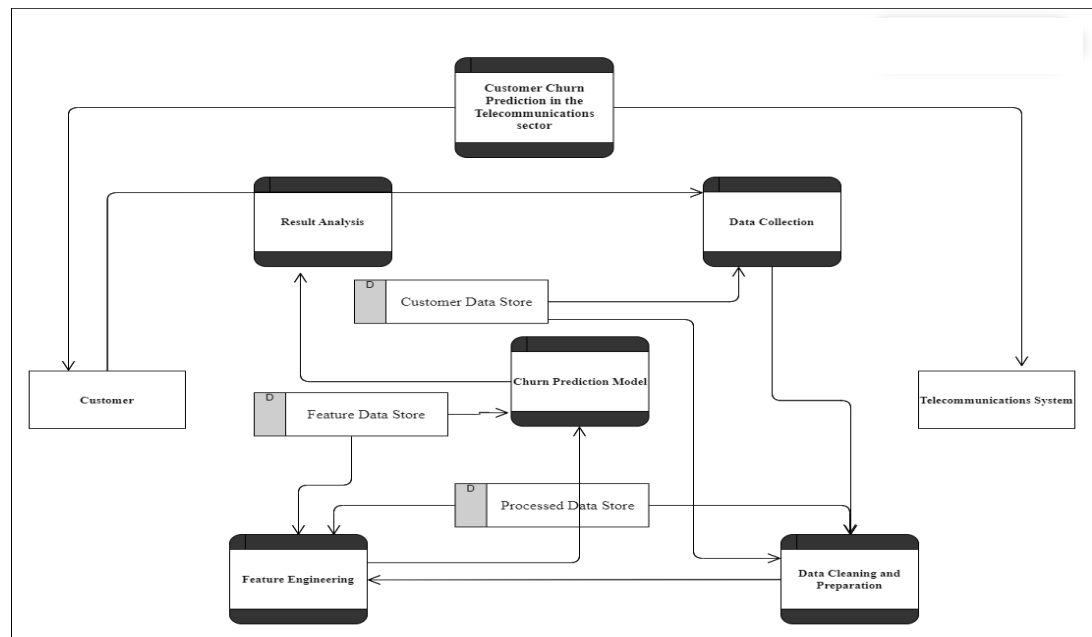 Customer Churn
Prediction in the
Telecommunications
sector
Result Analysis
Data Collection
D
Customer Data Store
Churn Prediction Model
Customer
D
Feature Data Store
Telecommunications System
D
Processed Data Store
Feature Engineering
Data Cleaning and
Preparation